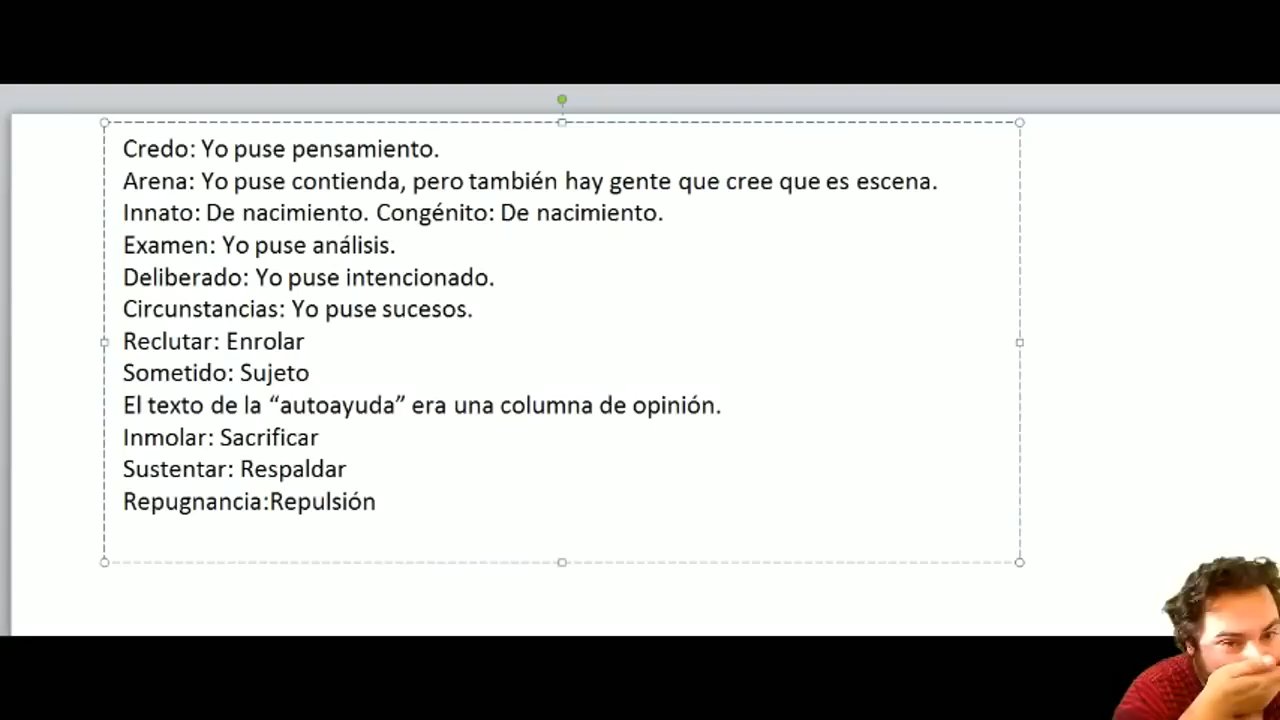 Credo: Yo puse pensamiento.
Arena: Yo puse contienda, pero también hay gente que cree que es escena.
Innato: De nacimiento. Congénito: De nacimiento.
Examen: Yo puse análisis.
Deliberado: Yo puse intencionado.
Circunstancias: Yo puse sucesos.
Reclutar: Enrolar
Sometido: Sujeto
El texto de la “autoayuda” era una columna de opinión.
Inmolar: Sacrificar
Sustentar: Respaldar
Repugnancia:Repulsión